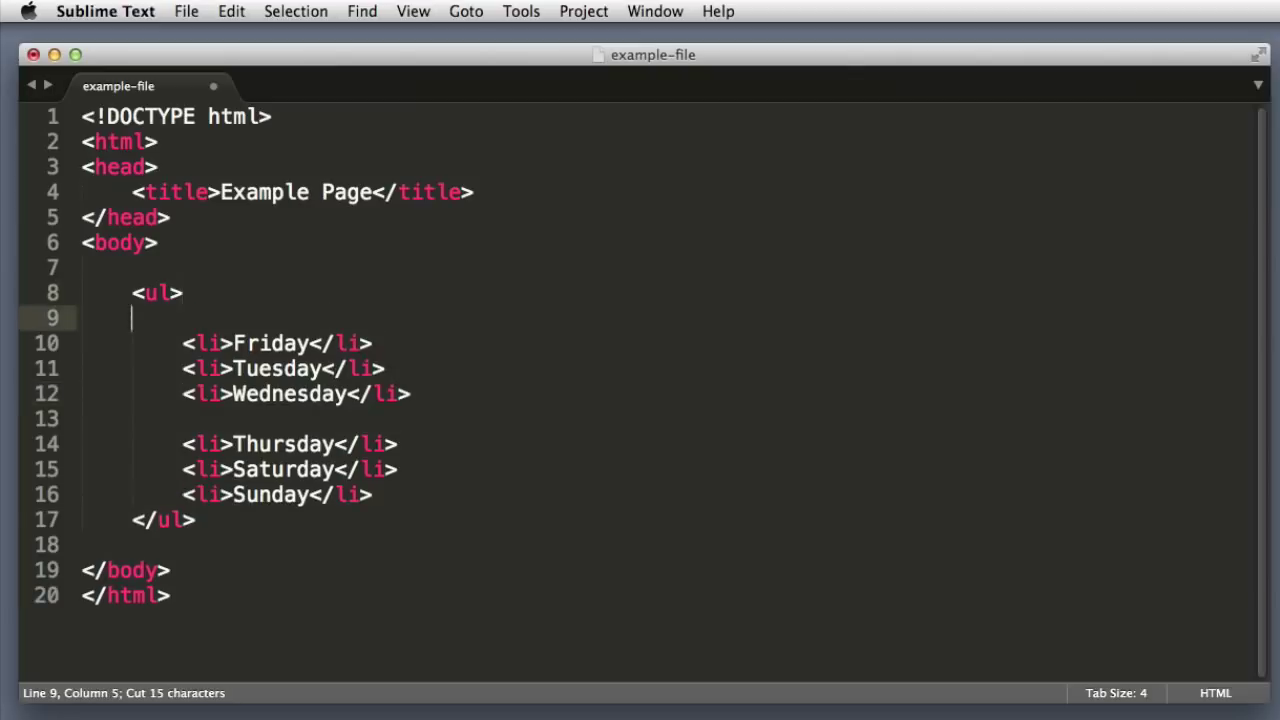 Sublime Text File Edit Selection Find View Goto Tools Project Window Help
example-file
example-file
1 <!DOCTYPE html>
2 <html>
3 <head>
4 <title>Example Page</title>
5 </head>
6 <body>
7
8 <ul>
9
10 <li>Friday</li>
11 <li>Tuesday</li>
12 <li>Wednesday</li>
13
14 <li>Thursday</li>
15 <li>Saturday</li>
16 <li>Sunday</li>
17 </ul>
18
19 </body>
20 </html>
Line 9, Column 5; Cut 15 characters Tab Size: 4 HTML